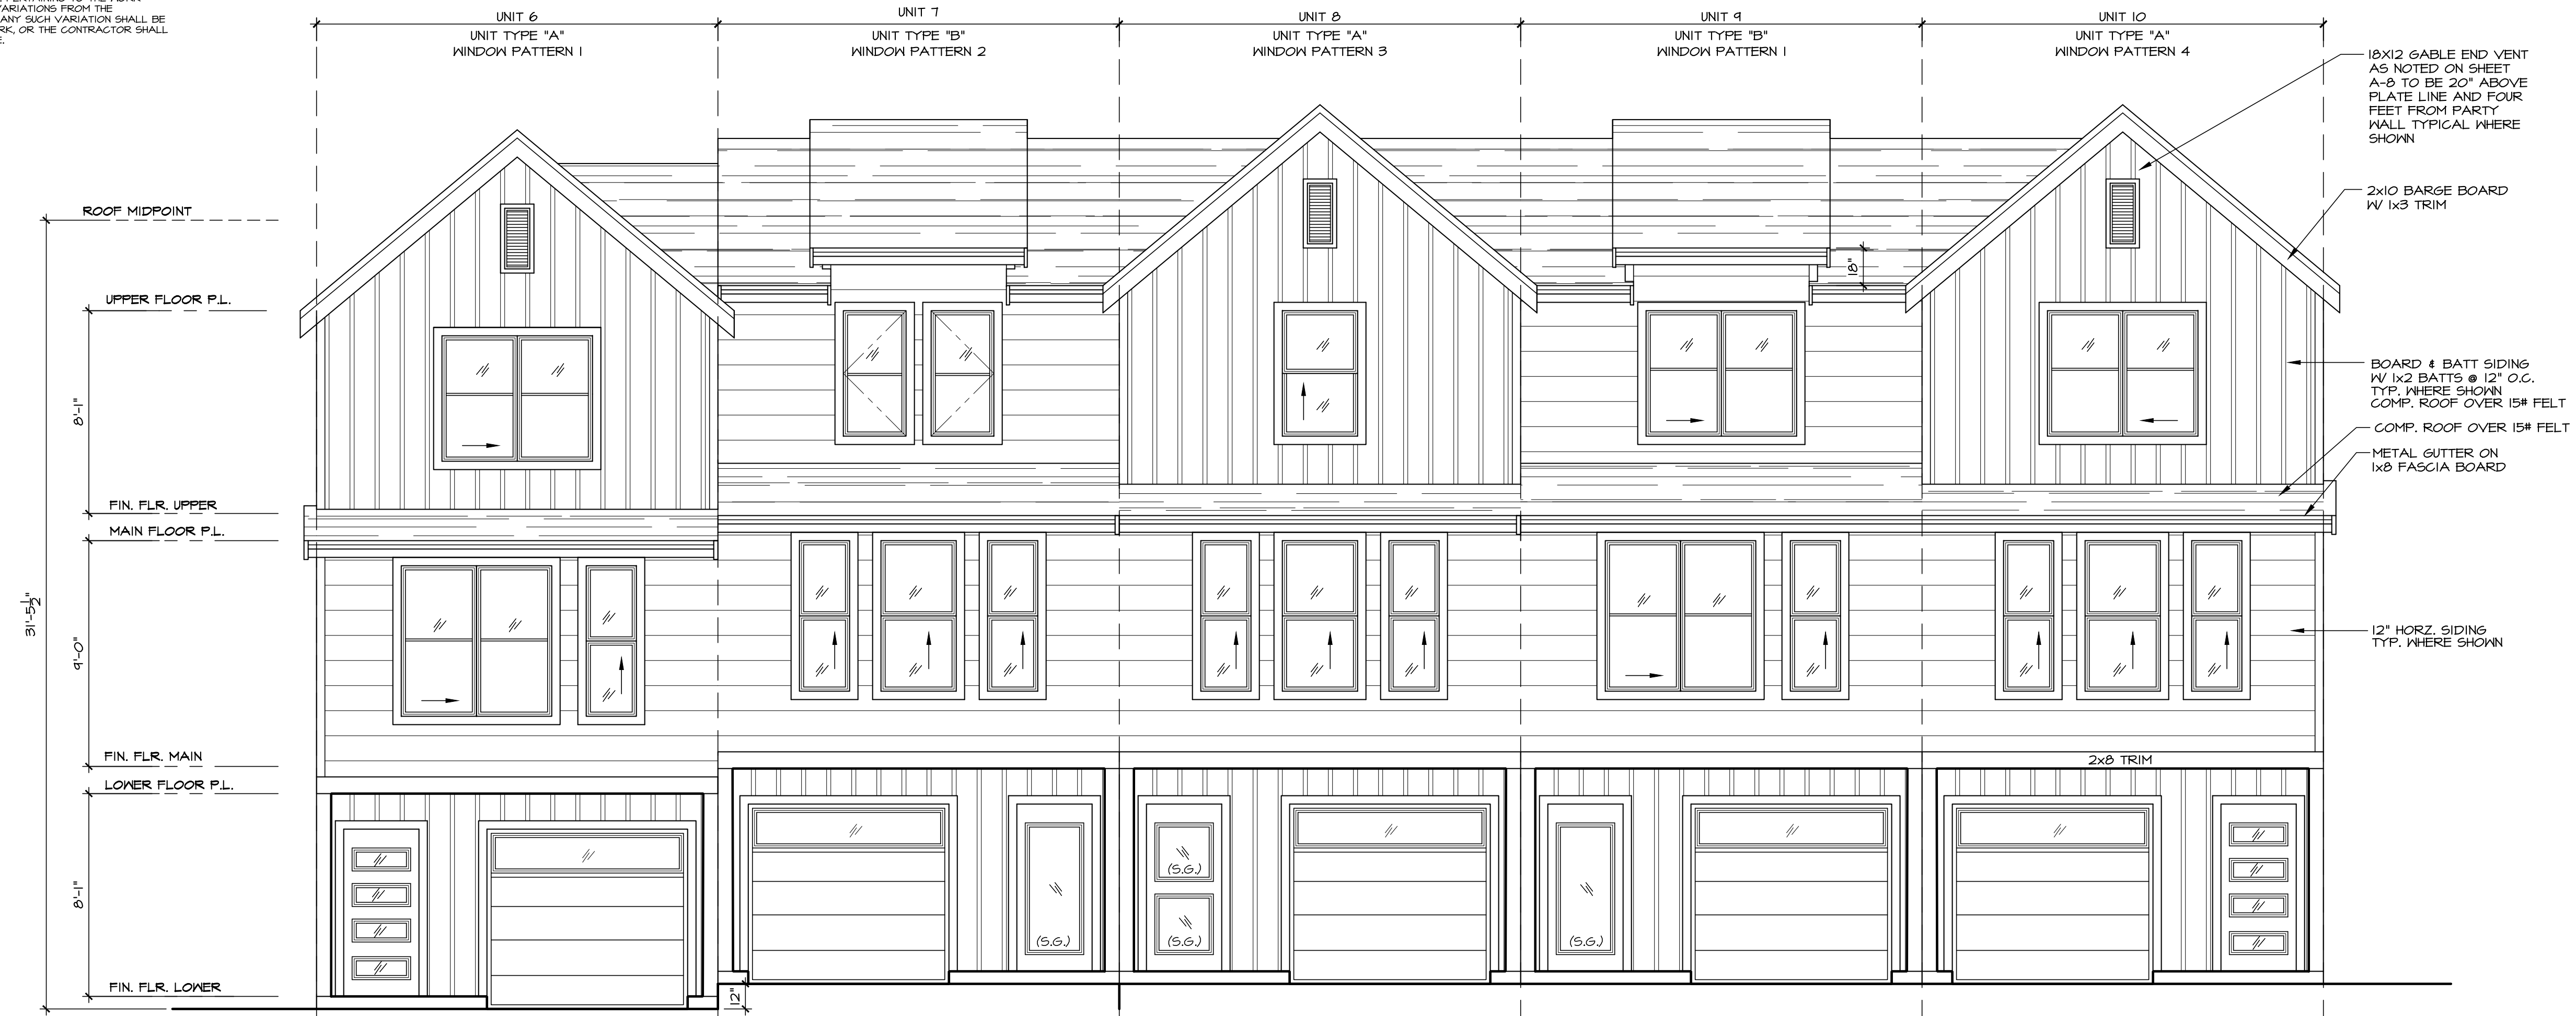 VARIATIONS FROM THE
ANY SUCH VARIATION SHALL BE
RK, OR THE CONTRACTOR SHALL
E.
UNIT 6
UNIT TYPE "A"
WINDOW PATTERN 1
UNIT 7
UNIT TYPE "B"
WINDOW PATTERN 2
UNIT 8
UNIT TYPE "A"
WINDOW PATTERN 3
UNIT 9
UNIT TYPE "B"
WINDOW PATTERN 1
UNIT 10
UNIT TYPE "A"
WINDOW PATTERN 4
18X12 GABLE END VENT
AS NOTED ON SHEET
A-8 TO BE 20" ABOVE
PLATE LINE AND FOUR
FEET FROM PARTY
WALL TYPICAL WHERE
SHOWN
2x10 BARGE BOARD
W/ 1x3 TRIM
ROOF MIDPOINT
18"
UPPER FLOOR P.L.
8'-1"
BOARD & BATT SIDING
W/ 1x2 BATTS @ 12" O.C.
TYP. WHERE SHOWN
COMP. ROOF OVER 15# FELT
COMP. ROOF OVER 15# FELT
METAL GUTTER ON
1x8 FASCIA BOARD
FIN. FLR. UPPER
MAIN FLOOR P.L.
31'-5 1/2"
9'-0"
12" HORZ. SIDING
TYP. WHERE SHOWN
FIN. FLR. MAIN
2x8 TRIM
LOWER FLOOR P.L.
8'-1"
(S.G.)
(S.G.)
(S.G.)
(S.G.)
FIN. FLR. LOWER
12"